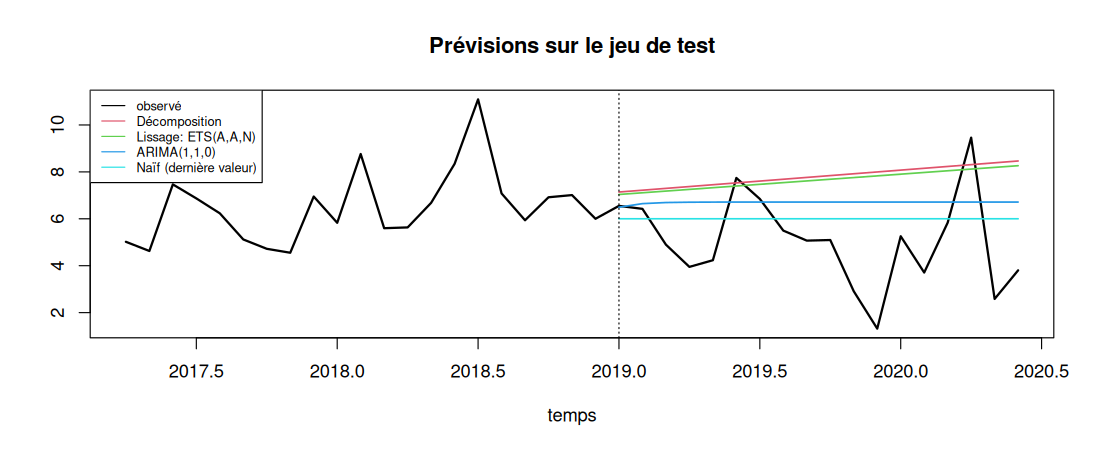 Prévisions sur le jeu de test
observé
Décomposition
Lissage: ETS(A,A,N)
ARIMA(1,1,0)
Naïf (dernière valeur)
10
8
6
4
2
2017.5 2018.0 2018.5 2019.0 2019.5 2020.0 2020.5
temps